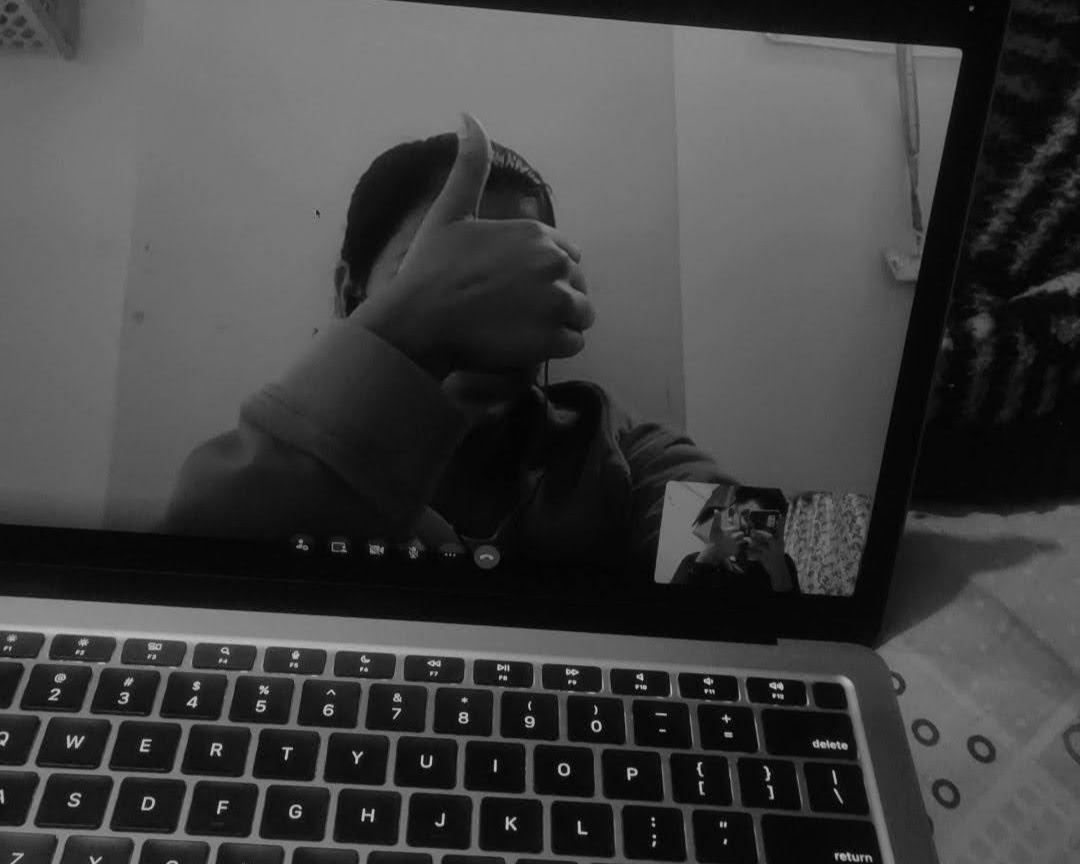 F1 F2 F3 F4 F5 F6 F7 F8 F9 F10 F11 F12
@ # $ % ^ & * ( ) _ +
2 3 4 5 6 7 8 9 0 - =
delete
Q W E R T Y U I O P { [ } ] | \
A S D F G H J K L : ; " '
return
Z X C